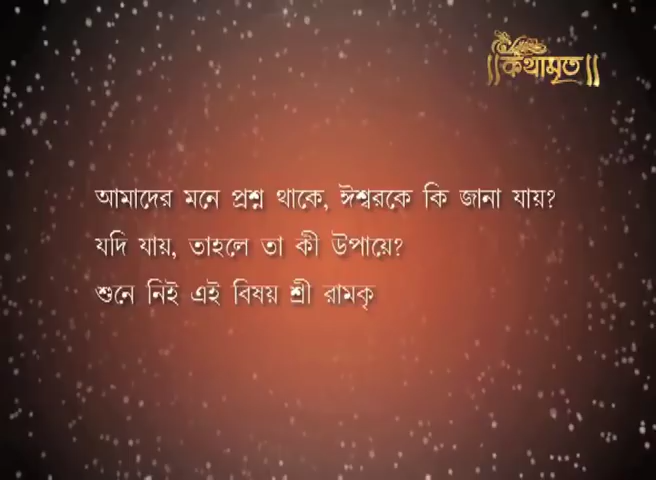 ॥কথামৃত॥
আমাদের মনে প্রশ্ন থাকে, ঈশ্বরকে কি জানা যায়?
যদি যায়, তাহলে তা কী উপায়ে?
শুনে নিই এই বিষয় শ্রী রামকৃ